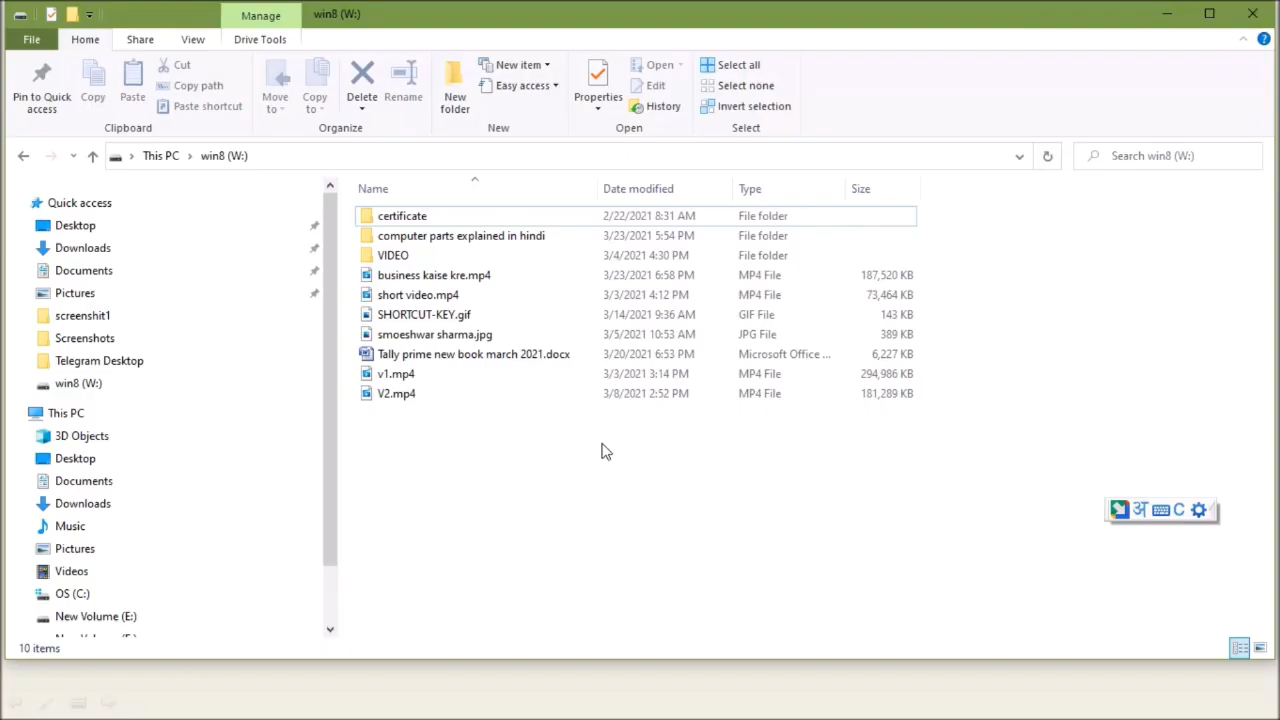 Manage win8 (W:)
File Home Share View Drive Tools
Pin to Quick access
Copy
Paste
Cut
Copy path
Paste shortcut
Clipboard
Move to
Copy to
Delete
Rename
Organize
New folder
New item
Easy access
New
Properties
Open
Edit
History
Open
Select all
Select none
Invert selection
Select
This PC › win8 (W:)
Search win8 (W:)
Quick access
Desktop
Downloads
Documents
Pictures
screenshit1
Screenshots
Telegram Desktop
win8 (W:)
This PC
3D Objects
Desktop
Documents
Downloads
Music
Pictures
Videos
OS (C:)
New Volume (E:)
Name Date modified Type Size
certificate 2/22/2021 8:31 AM File folder
computer parts explained in hindi 3/23/2021 5:54 PM File folder
VIDEO 3/4/2021 4:30 PM File folder
business kaise kre.mp4 3/23/2021 6:58 PM MP4 File 187,520 KB
short video.mp4 3/3/2021 4:12 PM MP4 File 73,464 KB
SHORTCUT-KEY.gif 3/14/2021 9:36 AM GIF File 143 KB
smoeshwar sharma.jpg 3/5/2021 10:53 AM JPG File 389 KB
Tally prime new book march 2021.docx 3/20/2021 6:53 PM Microsoft Office ... 6,227 KB
v1.mp4 3/3/2021 3:14 PM MP4 File 294,986 KB
V2.mp4 3/8/2021 2:52 PM MP4 File 181,289 KB
अ C
10 items